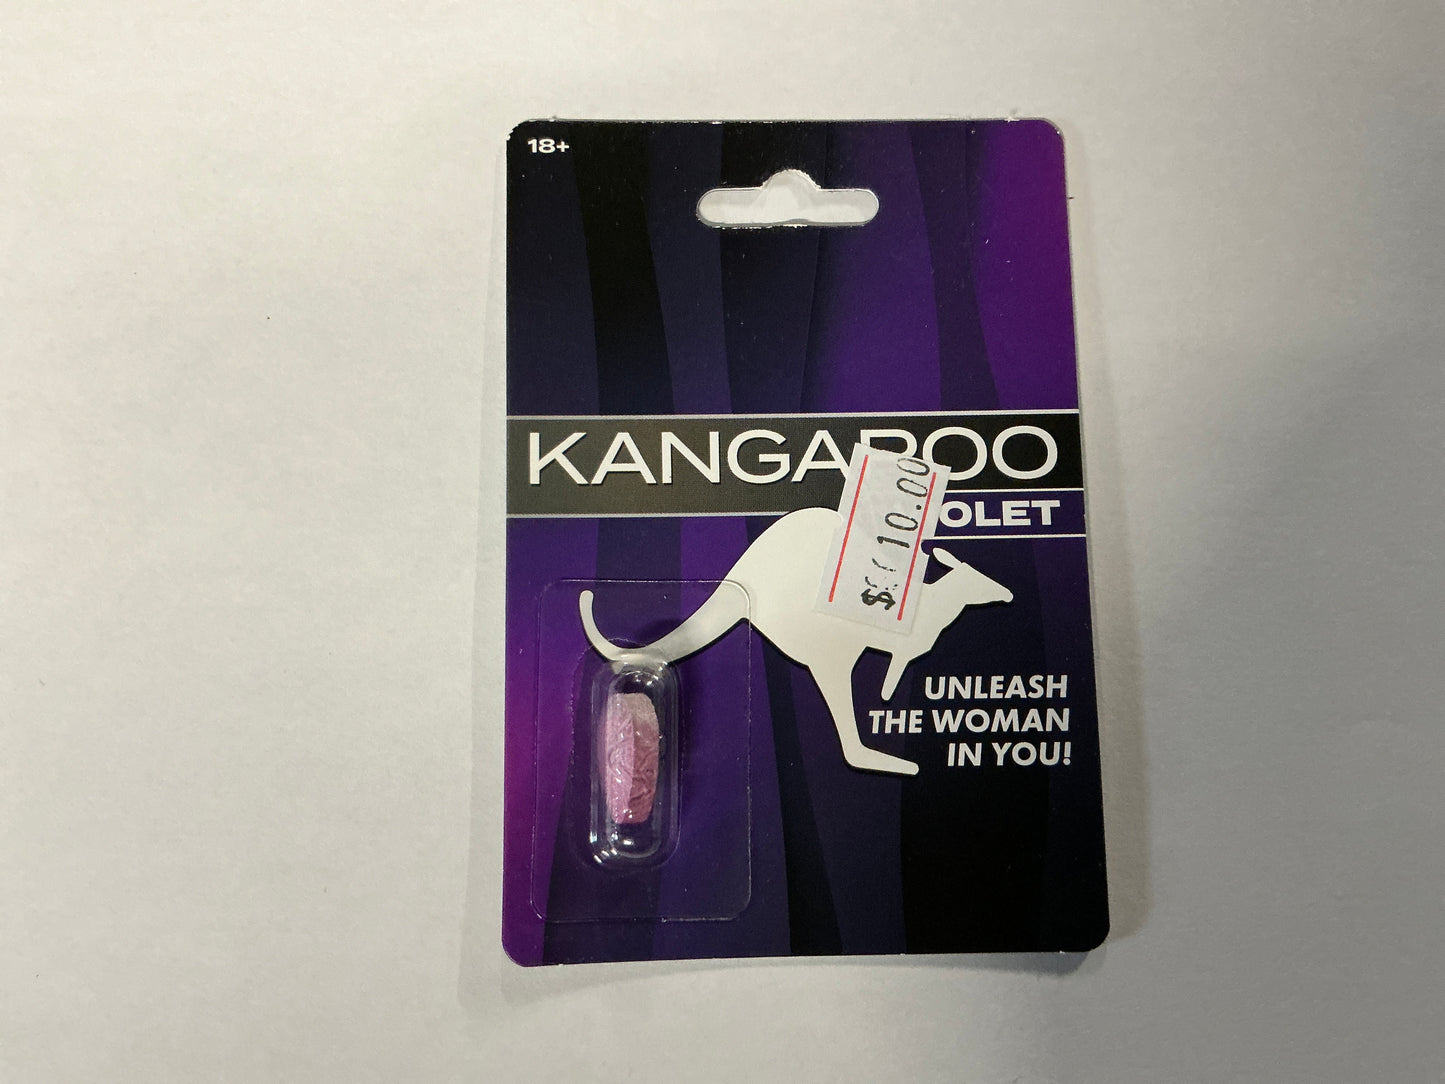 18+
KANGAROO
OLET
$ 10.00
UNLEASH
THE WOMAN
IN YOU!